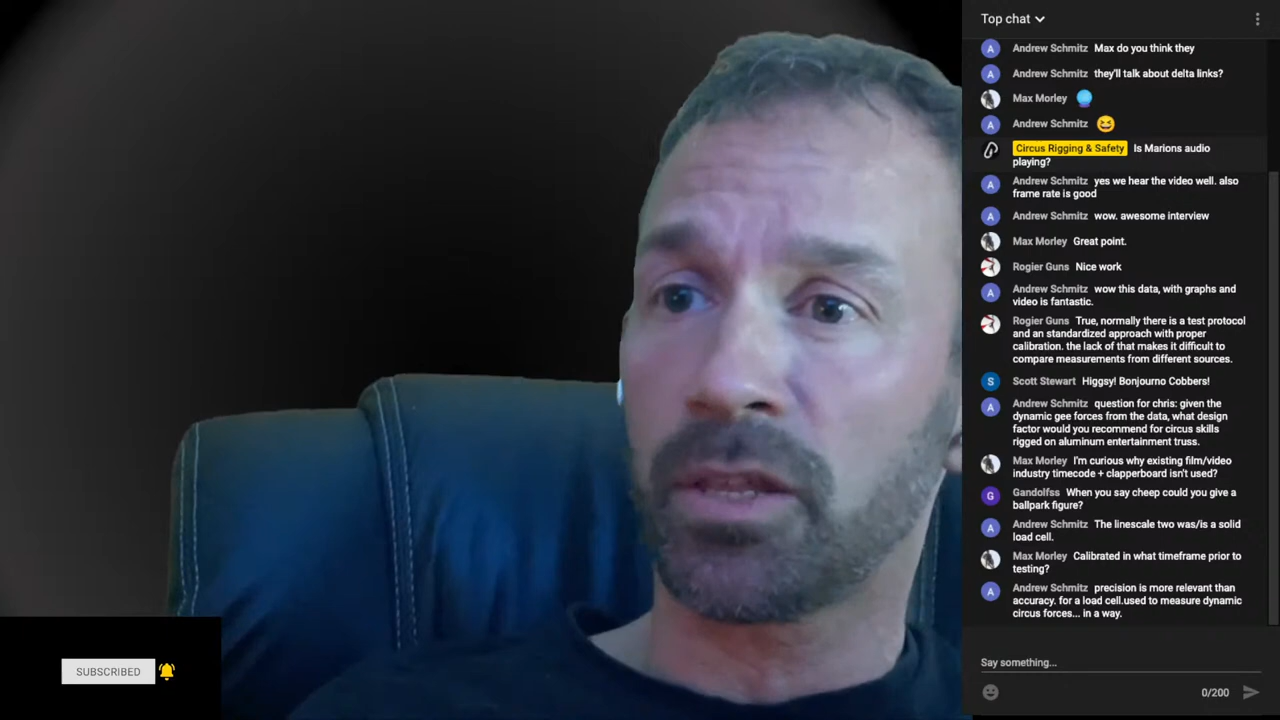 Top chat
Andrew Schmitz Max do you think they
Andrew Schmitz they'll talk about delta links?
Max Morley
Andrew Schmitz
Circus Rigging & Safety Is Marions audio
playing?
Andrew Schmitz yes we hear the video well. also
frame rate is good
Andrew Schmitz wow. awesome interview
Max Morley Great point.
Rogier Guns Nice work
Andrew Schmitz wow this data, with graphs and
video is fantastic.
Rogier Guns True, normally there is a test protocol
and an standardized approach with proper
calibration. the lack of that makes it difficult to
compare measurements from different sources.
S Scott Stewart Higgsy! Bonjourno Cobbers!
A Andrew Schmitz question for chris: given the
dynamic gee forces from the data, what design
factor would you recommend for circus skills
rigged on aluminum entertainment truss.
Max Morley I'm curious why existing film/video
industry timecode + clapperboard isn't used?
G Gandolfss When you say cheep could you give a
ballpark figure?
A Andrew Schmitz The linescale two was/is a solid
load cell.
Max Morley Calibrated in what timeframe prior to
testing?
A Andrew Schmitz precision is more relevant than
accuracy. for a load cell.used to measure dynamic
circus forces... in a way.
Say something...
0/200
SUBSCRIBED